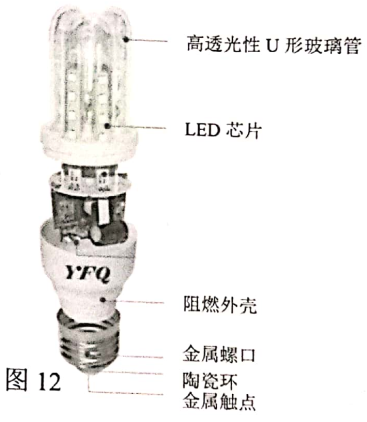 高透光性 U 形玻璃管
LED 芯片
YFQ
阻燃外壳
金属螺口
陶瓷环
金属触点
图 12